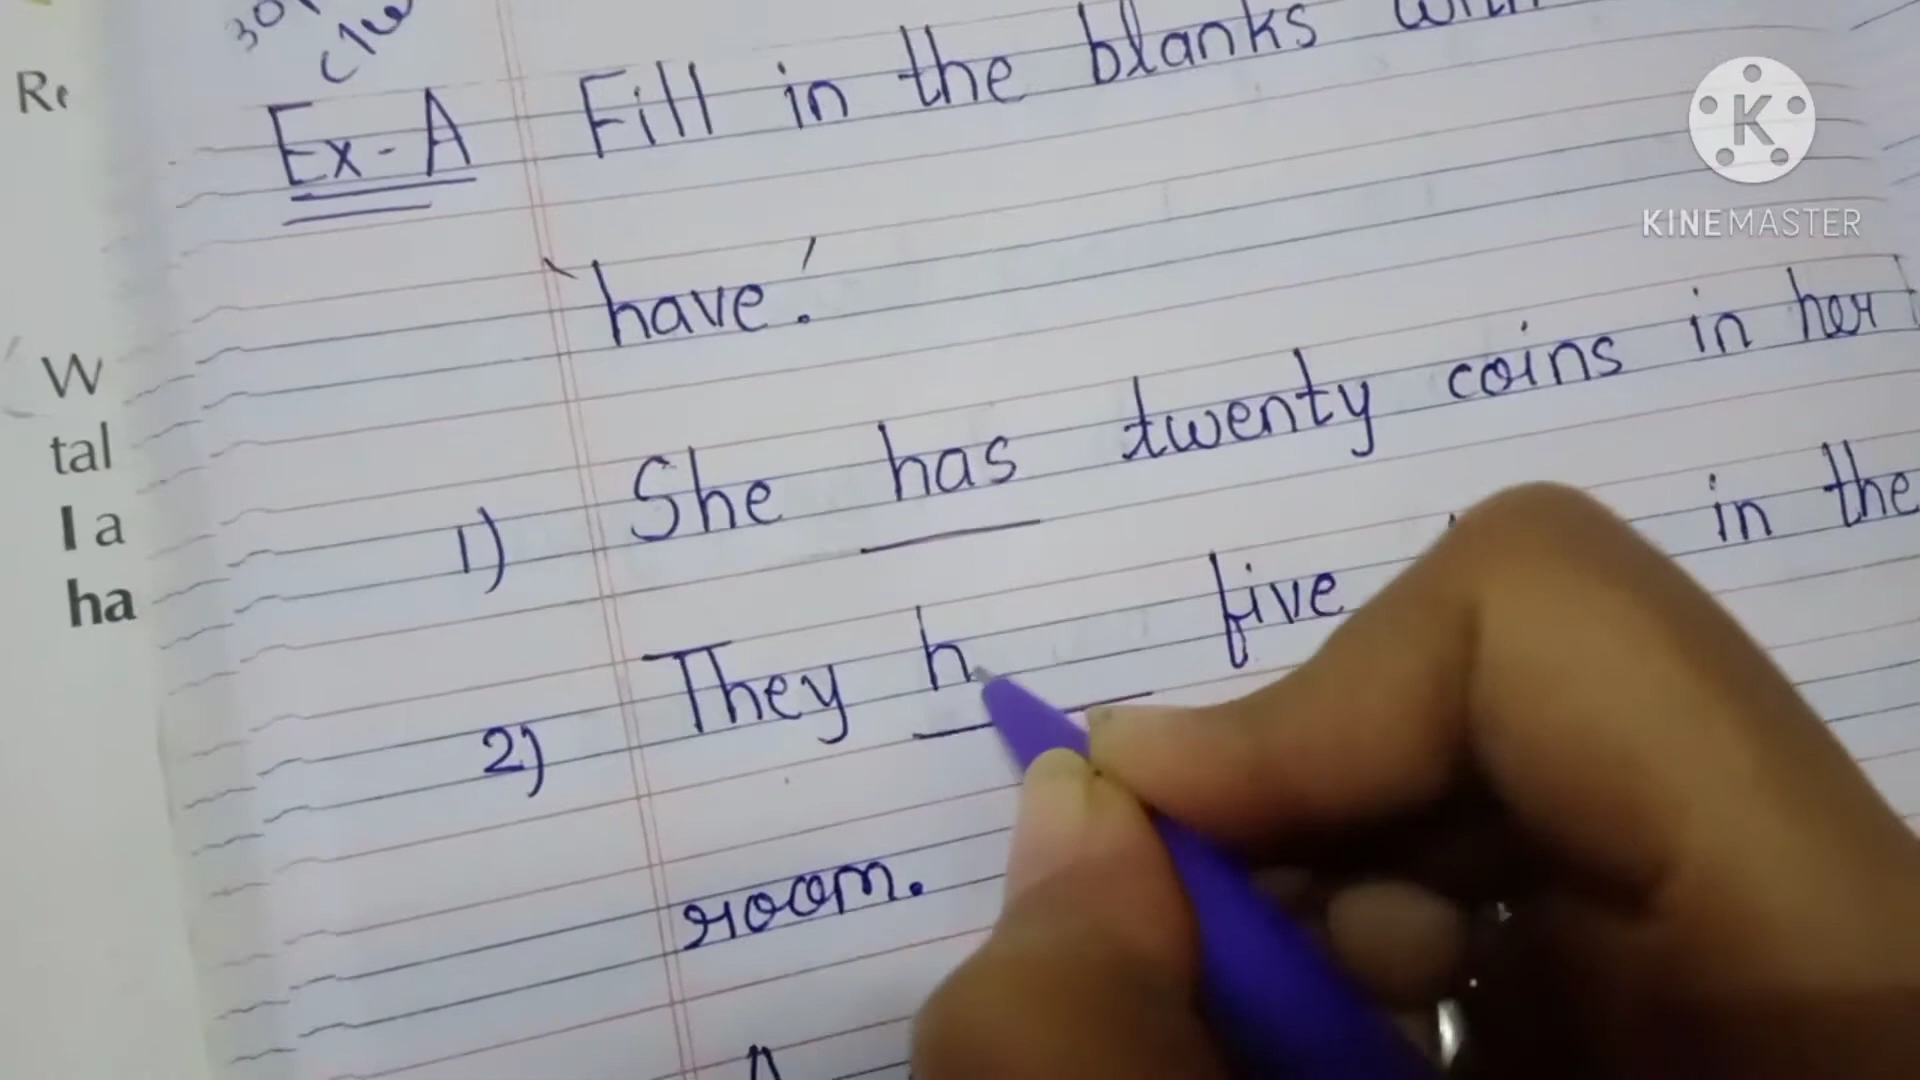 Ex-A Fill in the blanks with
'have.'
1) She has twenty coins in her
2) They h five in the
room.
W
tal
I a
ha
KINEMASTER